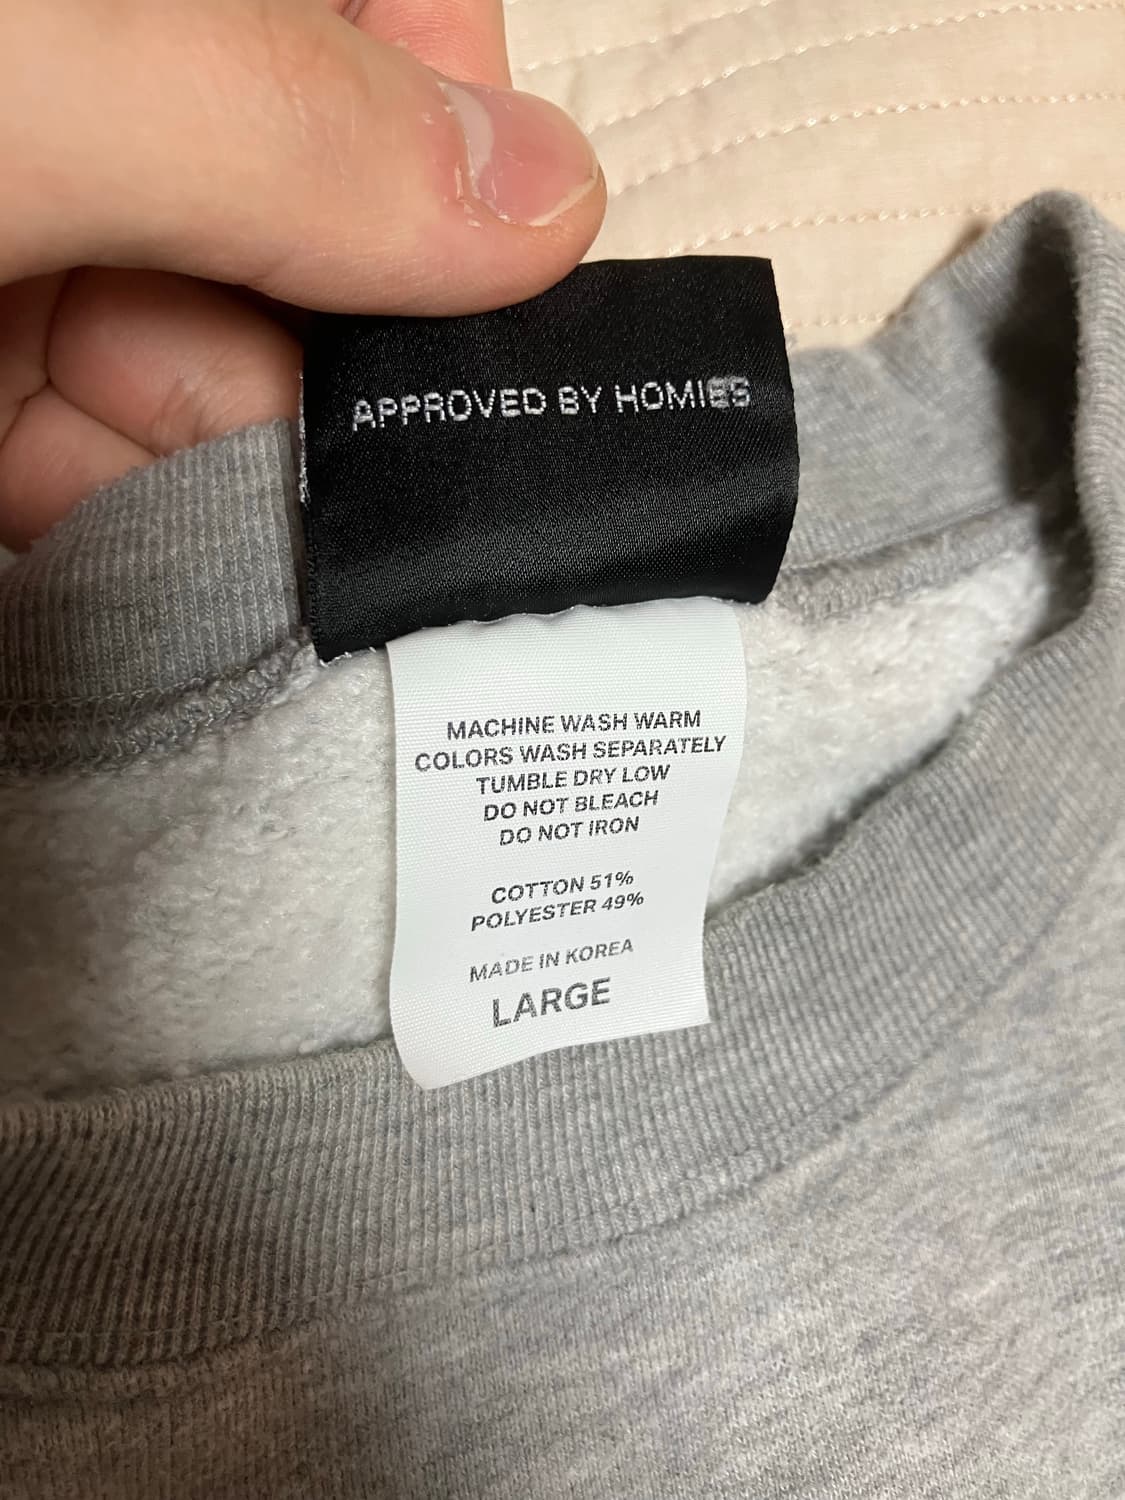 APPROVED BY HOMIES
MACHINE WASH WARM
COLORS WASH SEPARATELY
TUMBLE DRY LOW
DO NOT BLEACH
DO NOT IRON
COTTON 51%
POLYESTER 49%
MADE IN KOREA
LARGE